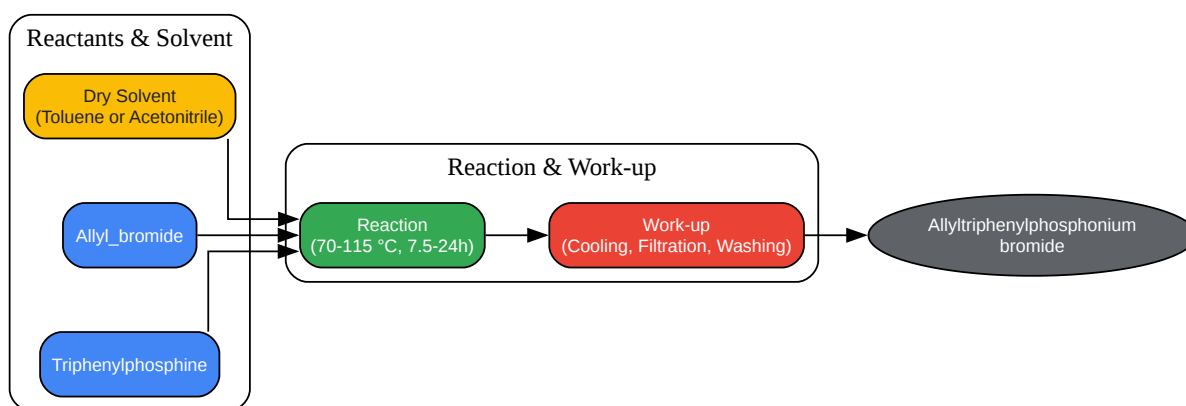 Reactants & Solvent
Dry Solvent
(Toluene or Acetonitrile)
Allyl_bromide
Triphenylphosphine
Reaction & Work-up
Reaction
(70-115 °C, 7.5-24h)
Work-up
(Cooling, Filtration, Washing)
Allyltriphenylphosphonium
bromide